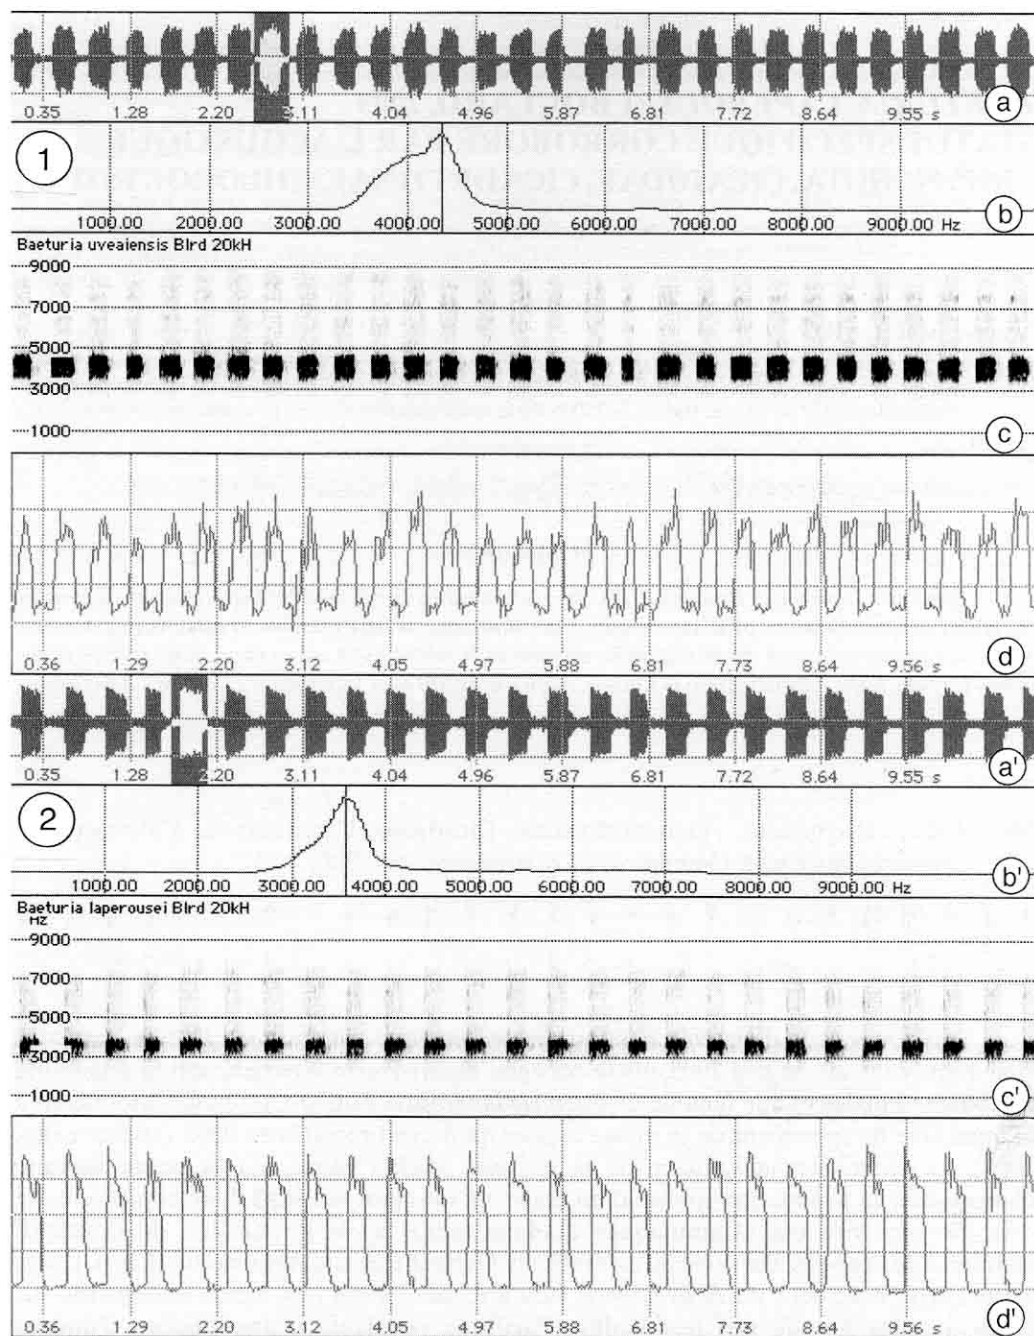 0.35 1.28 2.20 3.11 4.04 4.96 5.87 6.81 7.72 8.64 9.55 s
a
1
1000.00 2000.00 3000.00 4000.00 5000.00 6000.00 7000.00 8000.00 9000.00 Hz
b
Baeturia uveaiensis BIrd 20kH
9000
7000
5000
3000
1000
c
0.36 1.29 2.20 3.12 4.05 4.97 5.88 6.81 7.73 8.64 9.56 s
d
0.35 1.28 2.20 3.11 4.04 4.96 5.87 6.81 7.72 8.64 9.55 s
a'
2
1000.00 2000.00 3000.00 4000.00 5000.00 6000.00 7000.00 8000.00 9000.00 Hz
b'
Baeturia laperousei BIrd 20kH
Hz
9000
7000
5000
3000
1000
c'
0.36 1.29 2.20 3.12 4.05 4.97 5.88 6.81 7.73 8.64 9.56 s
d'